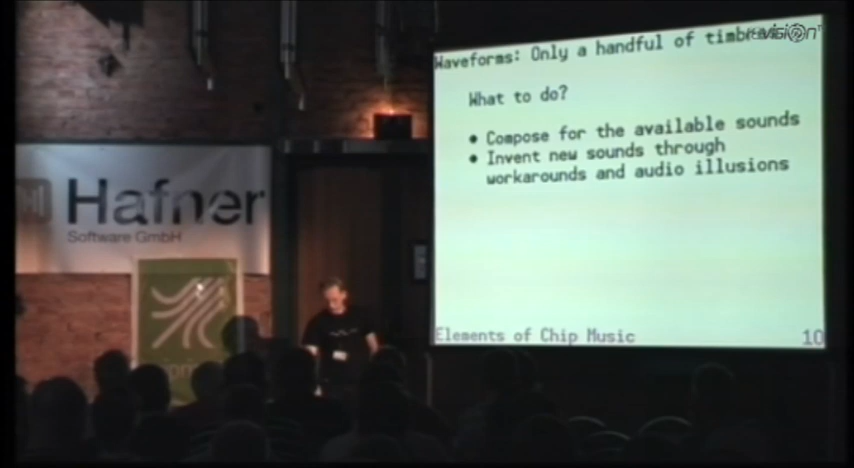 Waveforms: Only a handful of
What to do?
• Compose for the available sounds
• Invent new sounds through
workarounds and audio illusions
Elements of Chip Music
10
Hafner
Software GmbH